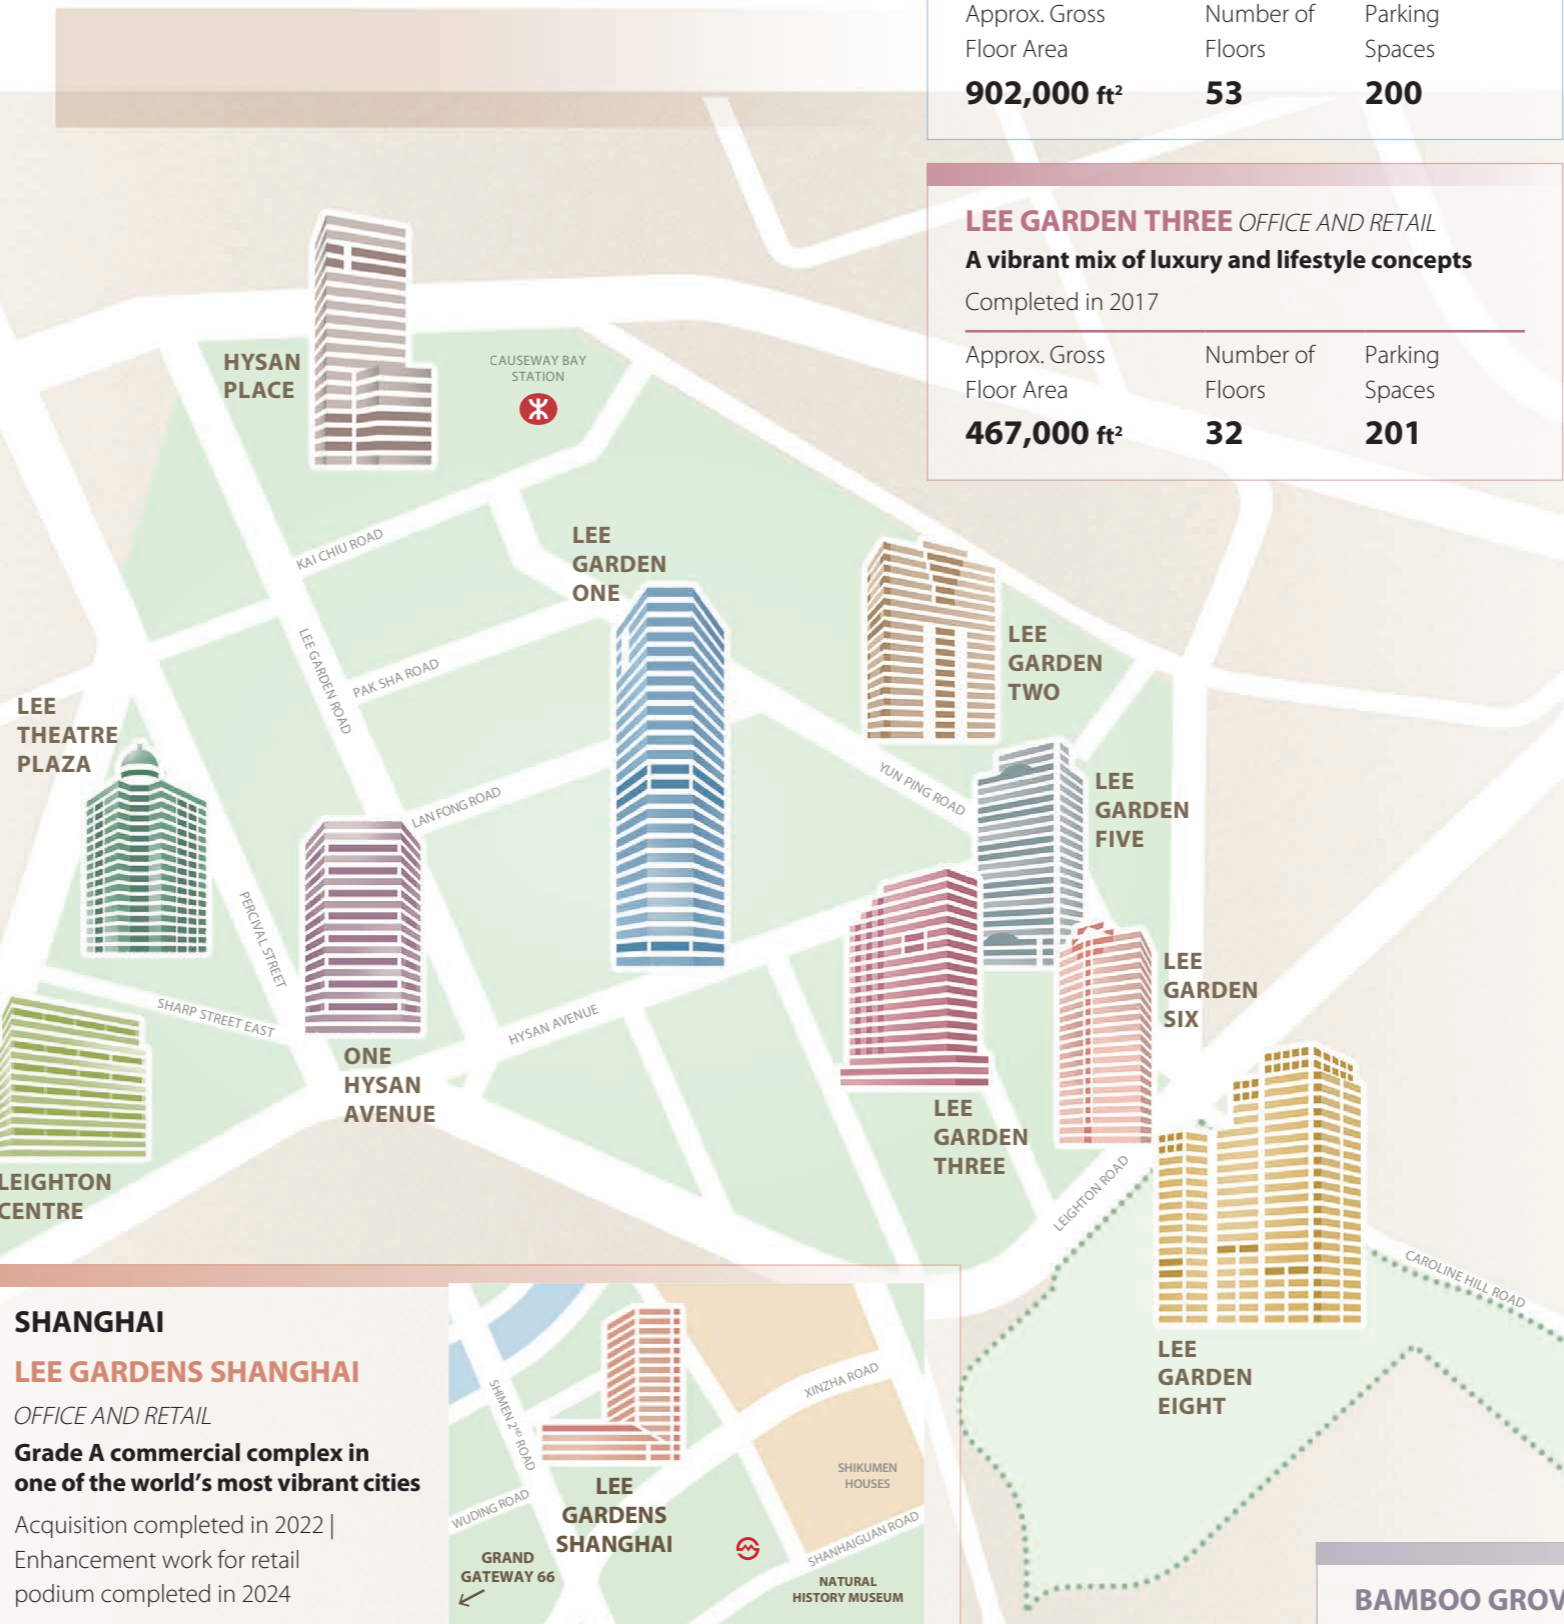 Approx. Gross
Floor Area
Number of
Floors
Parking
Spaces
902,000 ft²
53
200
LEE GARDEN THREE OFFICE AND RETAIL
A vibrant mix of luxury and lifestyle concepts
Completed in 2017
Approx. Gross
Floor Area
Number of
Floors
Parking
Spaces
467,000 ft²
32
201
HYSAN
PLACE
CAUSEWAY BAY
STATION
KAI CHIU ROAD
LEE
GARDEN
ONE
LEE GARDEN ROAD
PAK SHA ROAD
LEE
GARDEN
TWO
LEE
THEATRE
PLAZA
LAN FONG ROAD
YUN PING ROAD
LEE
GARDEN
FIVE
PERCIVAL STREET
SHARP STREET EAST
HYSAN AVENUE
LEE
GARDEN
SIX
ONE
HYSAN
AVENUE
LEE
GARDEN
THREE
LEIGHTON
CENTRE
LEIGHTON ROAD
CAROLINE HILL ROAD
LEE
GARDEN
EIGHT
SHANGHAI
LEE GARDENS SHANGHAI
OFFICE AND RETAIL
Grade A commercial complex in
one of the world's most vibrant cities
Acquisition completed in 2022 |
Enhancement work for retail
podium completed in 2024
SHIMEN 2ND ROAD
XINZHA ROAD
WUDING ROAD
LEE
GARDENS
SHANGHAI
SHIKUMEN
HOUSES
SHANHAIGUAN ROAD
GRAND
GATEWAY 66
NATURAL
HISTORY MUSEUM
BAMBOO GROV